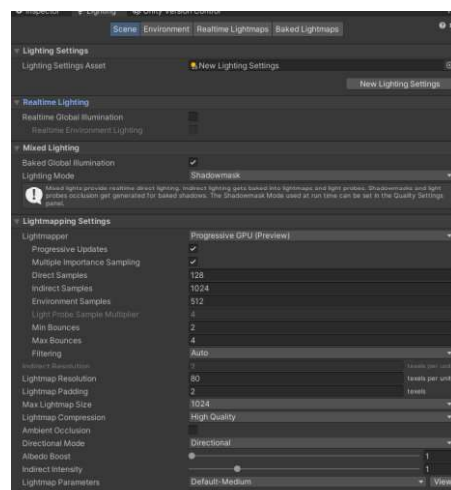 Inspector Lighting Unity Version Control
Scene Environment Realtime Lightmaps Baked Lightmaps
Lighting Settings
Lighting Settings Asset New Lighting Settings
New Lighting Settings
Realtime Lighting
Realtime Global Illumination
Realtime Environment Lighting
Mixed Lighting
Baked Global Illumination
Lighting Mode Shadowmask
Mixed lights provide realtime direct lighting. Indirect lighting gets baked into lightmaps and light
probes. Shadowmasks and light probes occlusion get generated for baked shadows. The Shadowmask Mode used at run time can be set in the Quality Settings
panel.
Lightmapping Settings
Lightmapper Progressive GPU (Preview)
Progressive Updates
Multiple Importance Sampling
Direct Samples 128
Indirect Samples 1024
Environment Samples 512
Light Probe Sample Multiplier 4
Min Bounces 2
Max Bounces 4
Filtering Auto
Indirect Resolution texels per unit
Lightmap Resolution 80 texels per unit
Lightmap Padding 2 texels
Max Lightmap Size 1024
Lightmap Compression High Quality
Ambient Occlusion
Directional Mode Directional
Albedo Boost 1
Indirect Intensity 1
Lightmap Parameters Default-Medium View